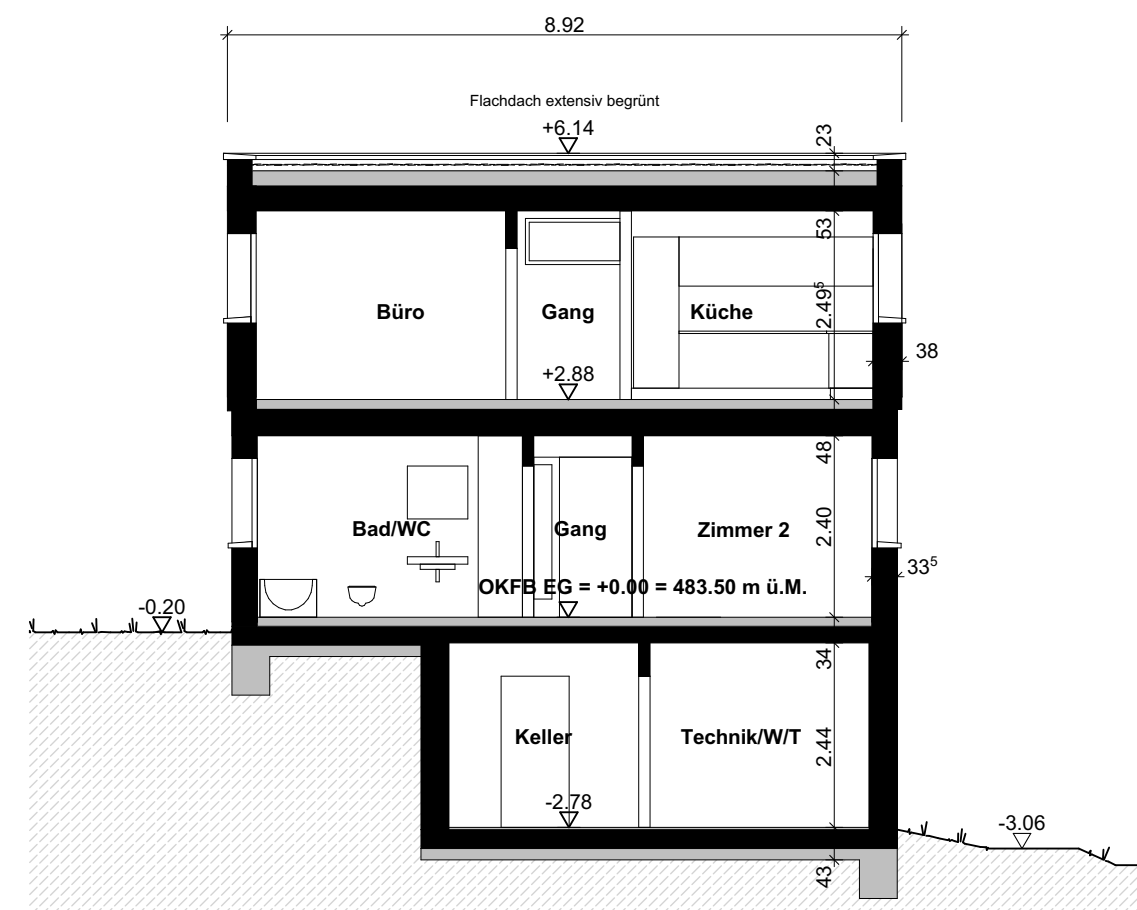 8.92
Flachdach extensiv begrünt
+6.14
23
53
2.49⁵
Büro
Gang
Küche
38
+2.88
48
2.40
Bad/WC
Gang
Zimmer 2
33⁵
OKFB EG = +0.00 = 483.50 m ü.M.
-0.20
34
2.44
Keller
Technik/W/T
-2.78
-3.06
43